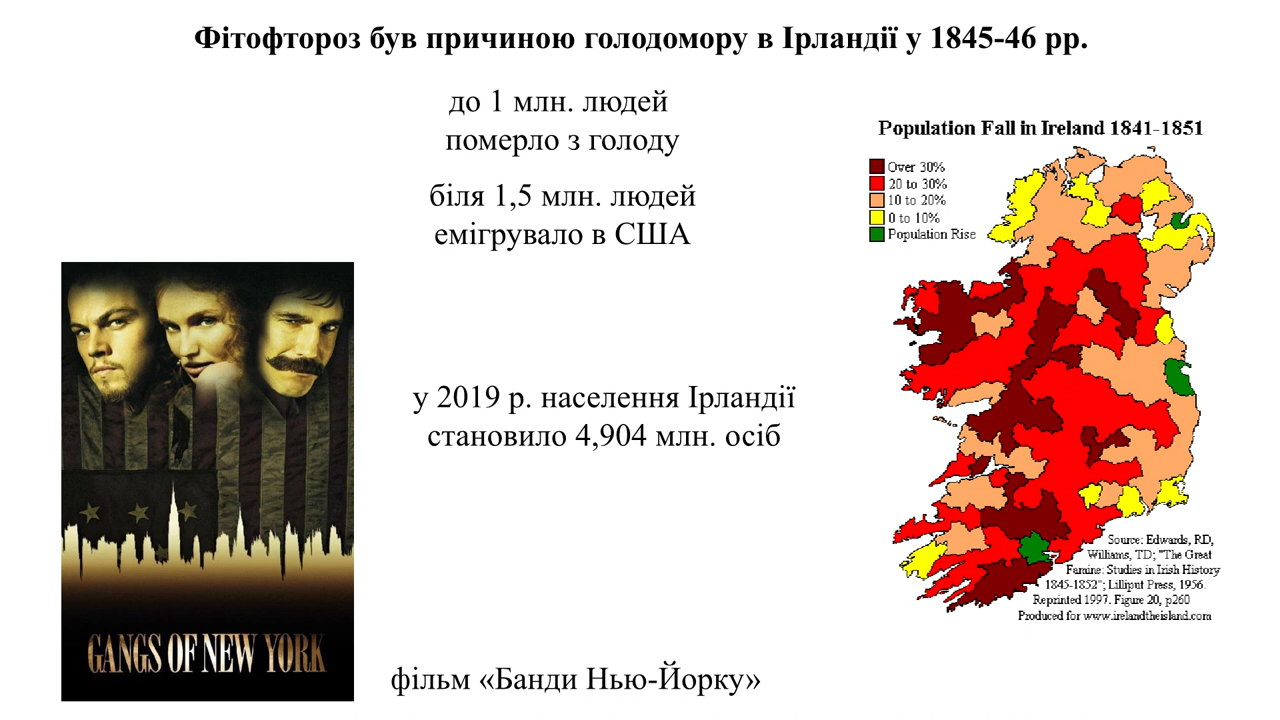 Фітофтороз був причиною голодомору в Ірландії у 1845-46 рр.
до 1 млн. людей
померло з голоду
біля 1,5 млн. людей
емігрувало в США
у 2019 р. населення Ірландії
становило 4,904 млн. осіб
GANGS OF NEW YORK
фільм «Банди Нью-Йорку»
Population Fall in Ireland 1841-1851
Over 30%
20 to 30%
10 to 20%
0 to 10%
Population Rise
Source: Edwards, RD,
Williams, TD; "The Great
Famine: Studies in Irish History
1845-1852"; Lilliput Press, 1956.
Reprinted 1997. Figure 20, p260
Produced for www.irelandtheisland.com